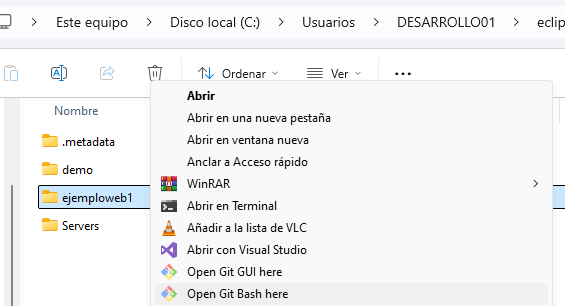 Este equipo > Disco local (C:) > Usuarios > DESARROLLO01 > eclip
Ordenar Ver ...
Nombre
.metadata
demo
ejemploweb1
Servers
Abrir
Abrir en una nueva pestaña
Abrir en ventana nueva
Anclar a Acceso rápido
WinRAR
Abrir en Terminal
Añadir a la lista de VLC
Abrir con Visual Studio
Open Git GUI here
Open Git Bash here